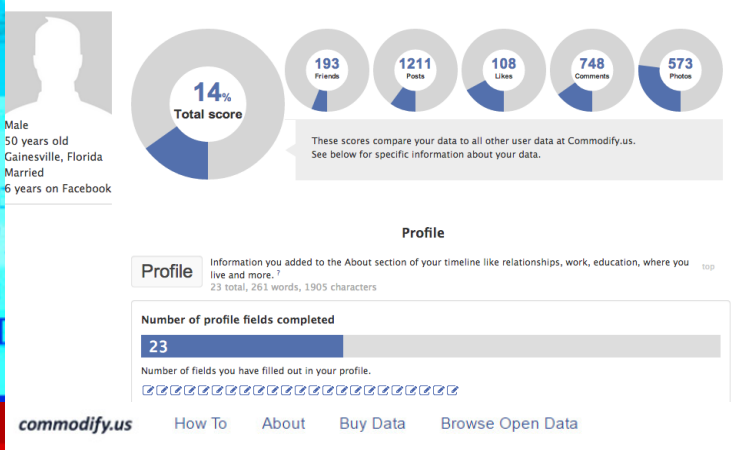 Male
50 years old
Gainesville, Florida
Married
6 years on Facebook
14%
Total score
193
Friends
1211
Posts
108
Likes
748
Comments
573
Photos
These scores compare your data to all other user data at Commodify.us.
See below for specific information about your data.
Profile
Profile
Information you added to the About section of your timeline like relationships, work, education, where you
live and more. ?
23 total, 261 words, 1905 characters
top
Number of profile fields completed
23
Number of fields you have filled out in your profile.
commodify.us How To About Buy Data Browse Open Data